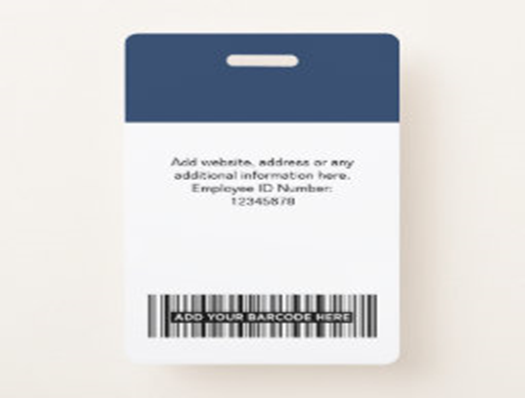 Add website, address or any
additional information here.
Employee ID Number:
12345678
ADD YOUR BARCODE HERE